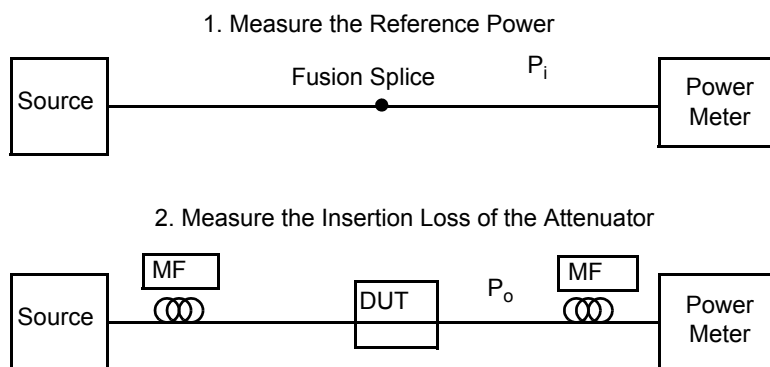 1. Measure the Reference Power
Source
Fusion Splice
Pi
Power
Meter
2. Measure the Insertion Loss of the Attenuator
Source
MF
DUT
Po
MF
Power
Meter